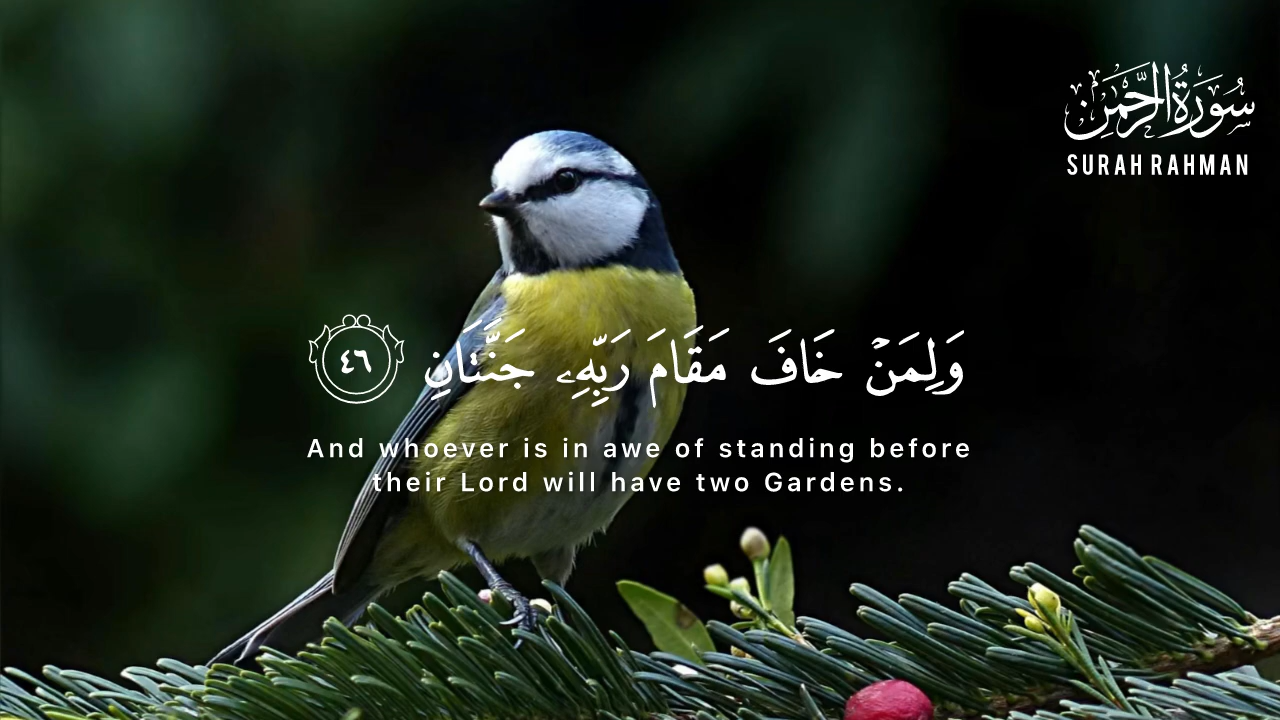 سُورَةُ الرَّحْمٰن
SURAH RAHMAN
وَلِمَنْ خَافَ مَقَامَ رَبِّهِۦ جَنَّتَانِ ٤٦
And whoever is in awe of standing before
their Lord will have two Gardens.